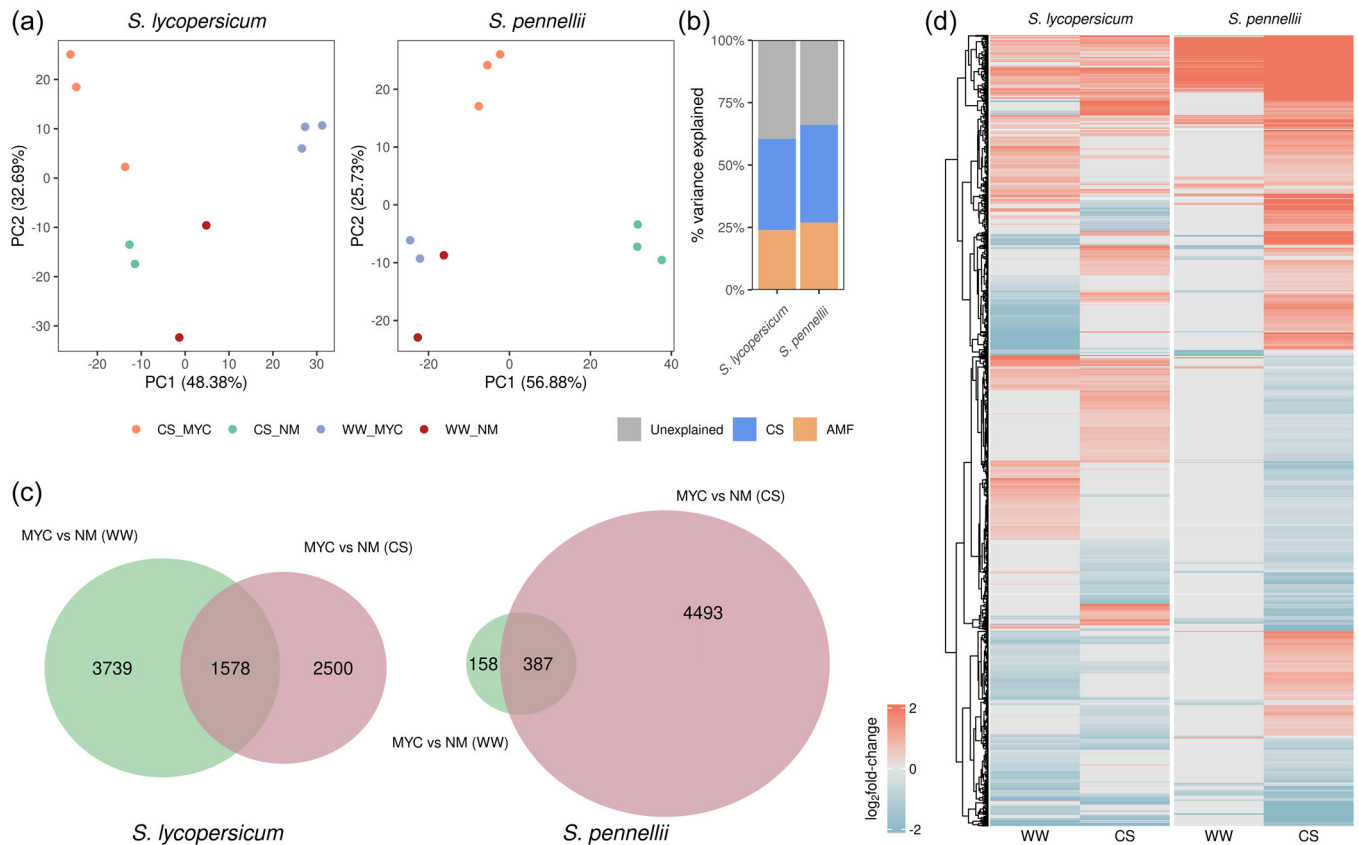 (a)
S. lycopersicum
S. pennellii
PC2 (32.69%)
20
10
0
-10
-20
-30
-20
-10
0
10
20
30
PC1 (48.38%)
PC2 (25.73%)
20
10
0
-10
-20
-20
0
20
40
PC1 (56.88%)
CS_MYC
CS_NM
WW_MYC
WW_NM
(b)
% variance explained
100%
75%
50%
25%
0%
S. lycopersicum
S. pennellii
Unexplained
CS
AMF
(c)
MYC vs NM (WW)
MYC vs NM (CS)
3739
1578
2500
S. lycopersicum
MYC vs NM (CS)
4493
158
387
MYC vs NM (WW)
S. pennellii
(d)
S. lycopersicum
S. pennellii
log2fold-change
2
0
-2
WW
CS
WW
CS